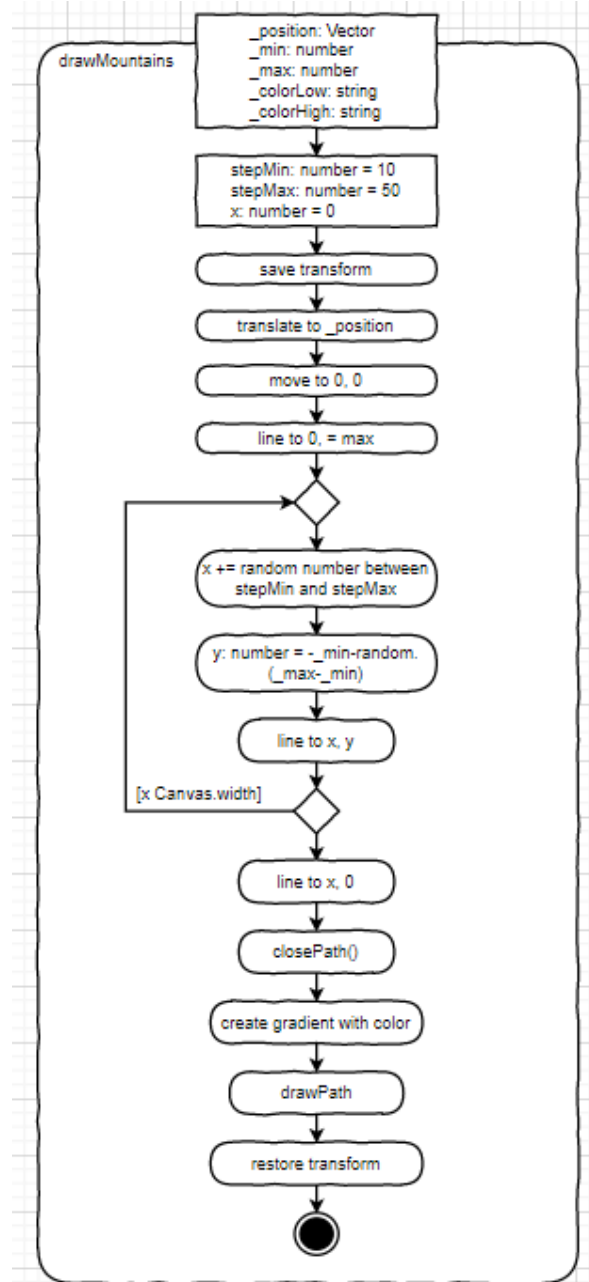 drawMountains
_position: Vector
_min: number
_max: number
_colorLow: string
_colorHigh: string
stepMin: number = 10
stepMax: number = 50
x: number = 0
save transform
translate to _position
move to 0, 0
line to 0, = max
x += random number between
stepMin and stepMax
y: number = -_min-random.
(_max-_min)
line to x, y
[x Canvas.width]
line to x, 0
closePath()
create gradient with color
drawPath
restore transform